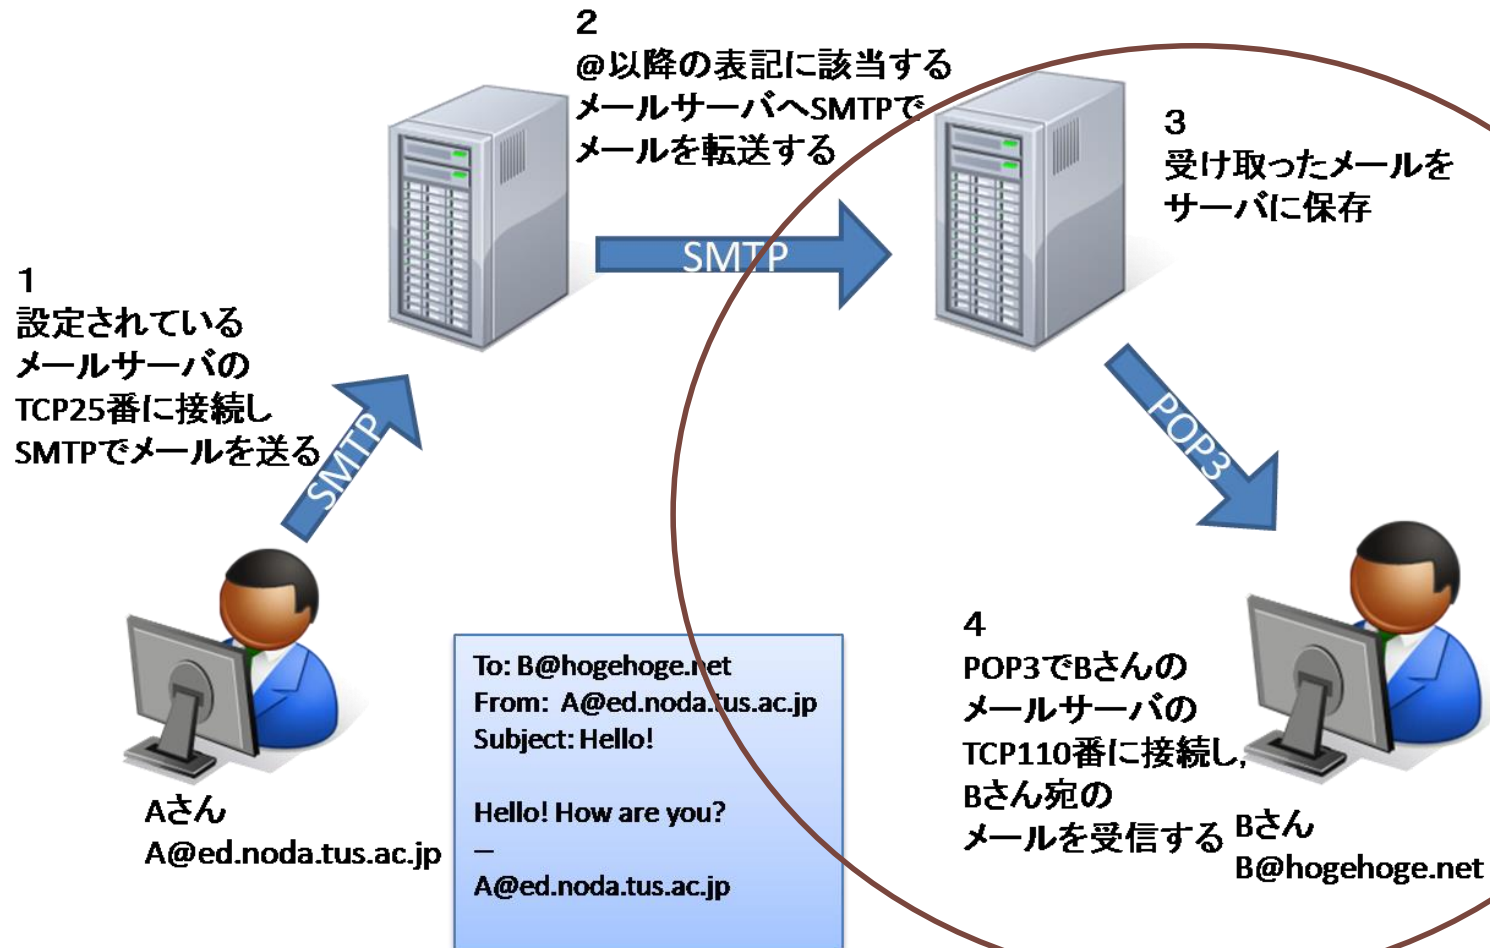 2
@以降の表記に該当する
メールサーバへSMTPで
メールを転送する
3
受け取ったメールを
サーバに保存
SMTP
1
設定されている
メールサーバの
TCP25番に接続し
SMTPでメールを送る
SMTP
POP3
To: B@hogehoge.net
From: A@ed.noda.tus.ac.jp
Subject: Hello!
Hello! How are you?
—
A@ed.noda.tus.ac.jp
4
POP3でBさんの
メールサーバの
TCP110番に接続し,
Bさん宛の
メールを受信する
Aさん
A@ed.noda.tus.ac.jp
Bさん
B@hogehoge.net